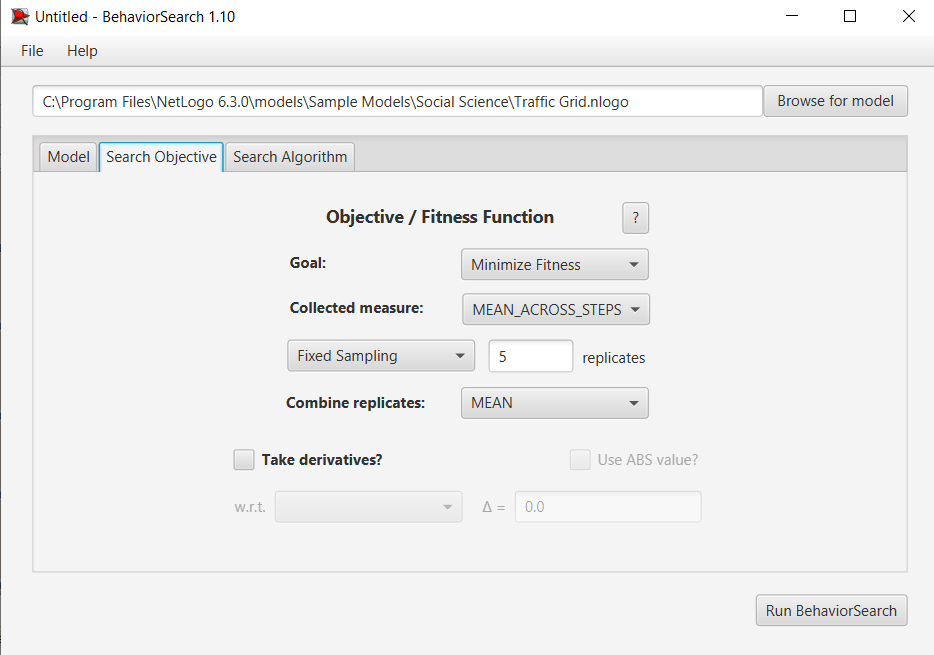 Untitled - BehaviorSearch 1.10
File Help
C:\Program Files\NetLogo 6.3.0\models\Sample Models\Social Science\Traffic Grid.nlogo Browse for model
Model Search Objective Search Algorithm
Objective / Fitness Function ?
Goal: Minimize Fitness
Collected measure: MEAN_ACROSS_STEPS
Fixed Sampling 5 replicates
Combine replicates: MEAN
Take derivatives? Use ABS value?
w.r.t. Δ = 0.0
Run BehaviorSearch